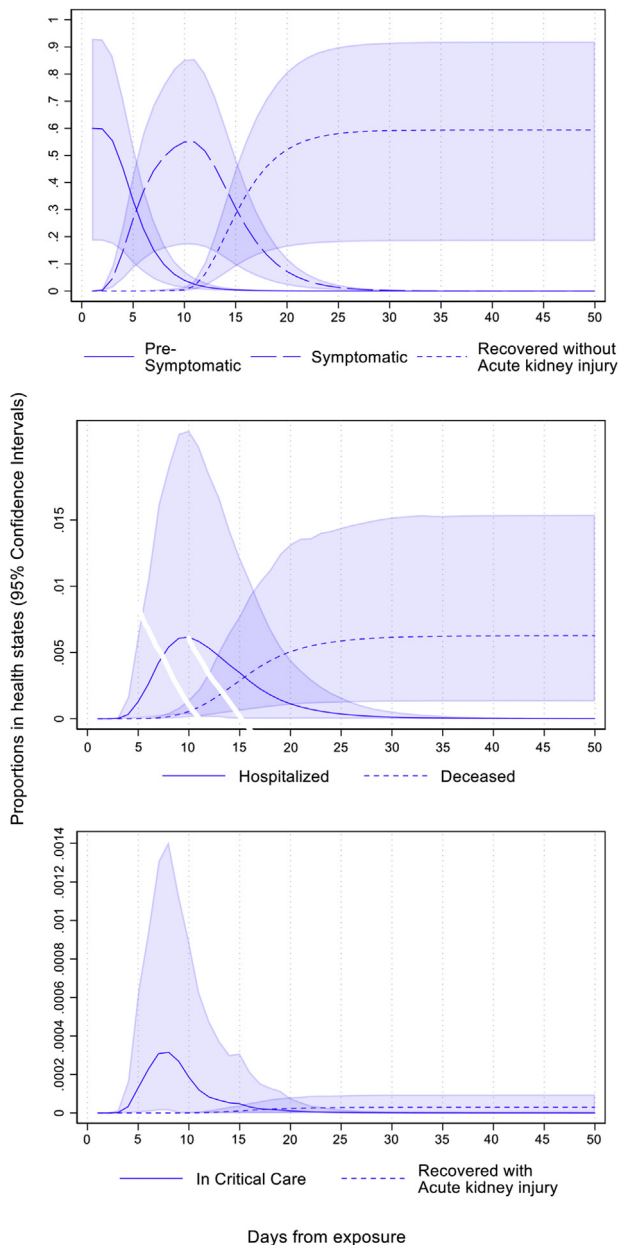 Proportions in health states (95% Confidence Intervals)
1
.9
.8
.7
.6
.5
.4
.3
.2
.1
0
0 5 10 15 20 25 30 35 40 45 50
Pre-
Symptomatic
Symptomatic
Recovered without
Acute kidney injury
.015
.01
.005
0
0 5 10 15 20 25 30 35 40 45 50
Hospitalized Deceased
.0014
.0012
.001
.0008
.0006
.0004
.0002
0
0 5 10 15 20 25 30 35 40 45 50
In Critical Care
Recovered with
Acute kidney injury
Days from exposure